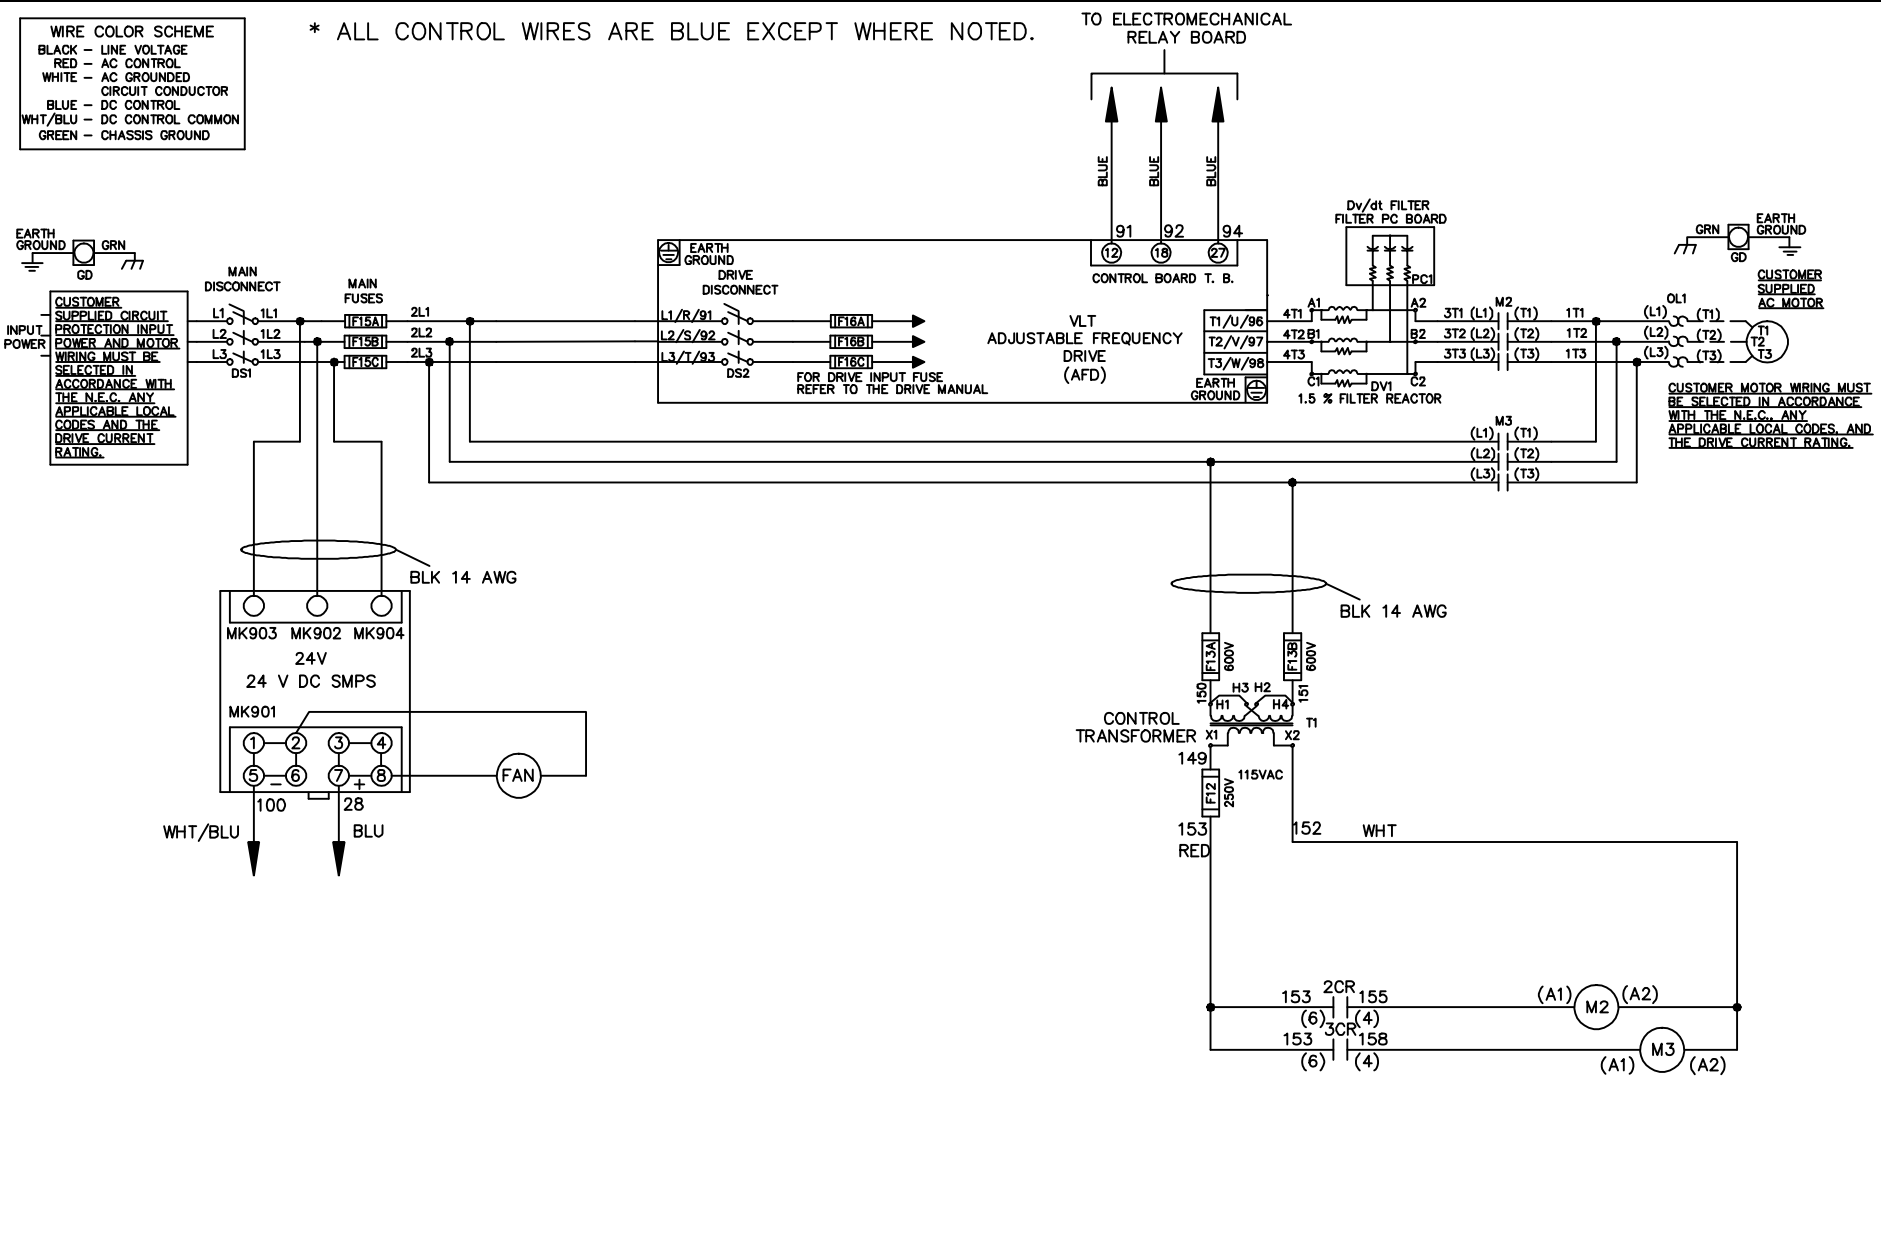 WIRE COLOR SCHEME
BLACK – LINE VOLTAGE
RED – AC CONTROL
WHITE – AC GROUNDED
CIRCUIT CONDUCTOR
BLUE – DC CONTROL
WHT/BLU – DC CONTROL COMMON
GREEN – CHASSIS GROUND
* ALL CONTROL WIRES ARE BLUE EXCEPT WHERE NOTED.
TO ELECTROMECHANICAL
RELAY BOARD
BLUE
BLUE
BLUE
91 92 94
12 18 27
CONTROL BOARD T. B.
EARTH
GROUND
GRN
GD
INPUT
POWER
CUSTOMER
SUPPLIED CIRCUIT
PROTECTION INPUT
POWER AND MOTOR
WIRING MUST BE
SELECTED IN
ACCORDANCE WITH
THE N.E.C. ANY
APPLICABLE LOCAL
CODES AND THE
DRIVE CURRENT
RATING.
MAIN
DISCONNECT
L1 1L1
L2 1L2
L3 1L3
DS1
MAIN
FUSES
F15A 2L1
F15B 2L2
F15C 2L3
EARTH
GROUND
DRIVE
DISCONNECT
L1/R/91
L2/S/92
L3/T/93
DS2
F16A
F16B
F16C
FOR DRIVE INPUT FUSE
REFER TO THE DRIVE MANUAL
VLT
ADJUSTABLE FREQUENCY
DRIVE
(AFD)
T1/U/96
T2/V/97
T3/W/98
EARTH
GROUND
Dv/dt FILTER
FILTER PC BOARD
PC1
4T1 A1 A2
4T2 B1 B2
4T3
C1 DV1 C2
1.5 % FILTER REACTOR
M2
3T1 (L1) (T1) 1T1
3T2 (L2) (T2) 1T2
3T3 (L3) (T3) 1T3
OL1
(L1) (T1)
(L2) (T2)
(L3) (T3)
T1
T2
T3
GRN
EARTH
GROUND
GD
CUSTOMER
SUPPLIED
AC MOTOR
CUSTOMER MOTOR WIRING MUST
BE SELECTED IN ACCORDANCE
WITH THE N.E.C., ANY
APPLICABLE LOCAL CODES, AND
THE DRIVE CURRENT RATING.
M3
(L1) (T1)
(L2) (T2)
(L3) (T3)
BLK 14 AWG
MK903 MK902 MK904
24V
24 V DC SMPS
MK901
1 2 3 4
5 – 6 7 + 8
100 28
WHT/BLU BLU
FAN
BLK 14 AWG
F13A
600V
F13B
600V
150 151
H3 H2
H1 H4
CONTROL
TRANSFORMER
T1
X1 X2
149
115VAC
F12
250V
153
RED
152 WHT
2CR
153 155
(6) (4)
(A1) M2 (A2)
3CR
153 158
(6) (4)
(A1) M3 (A2)